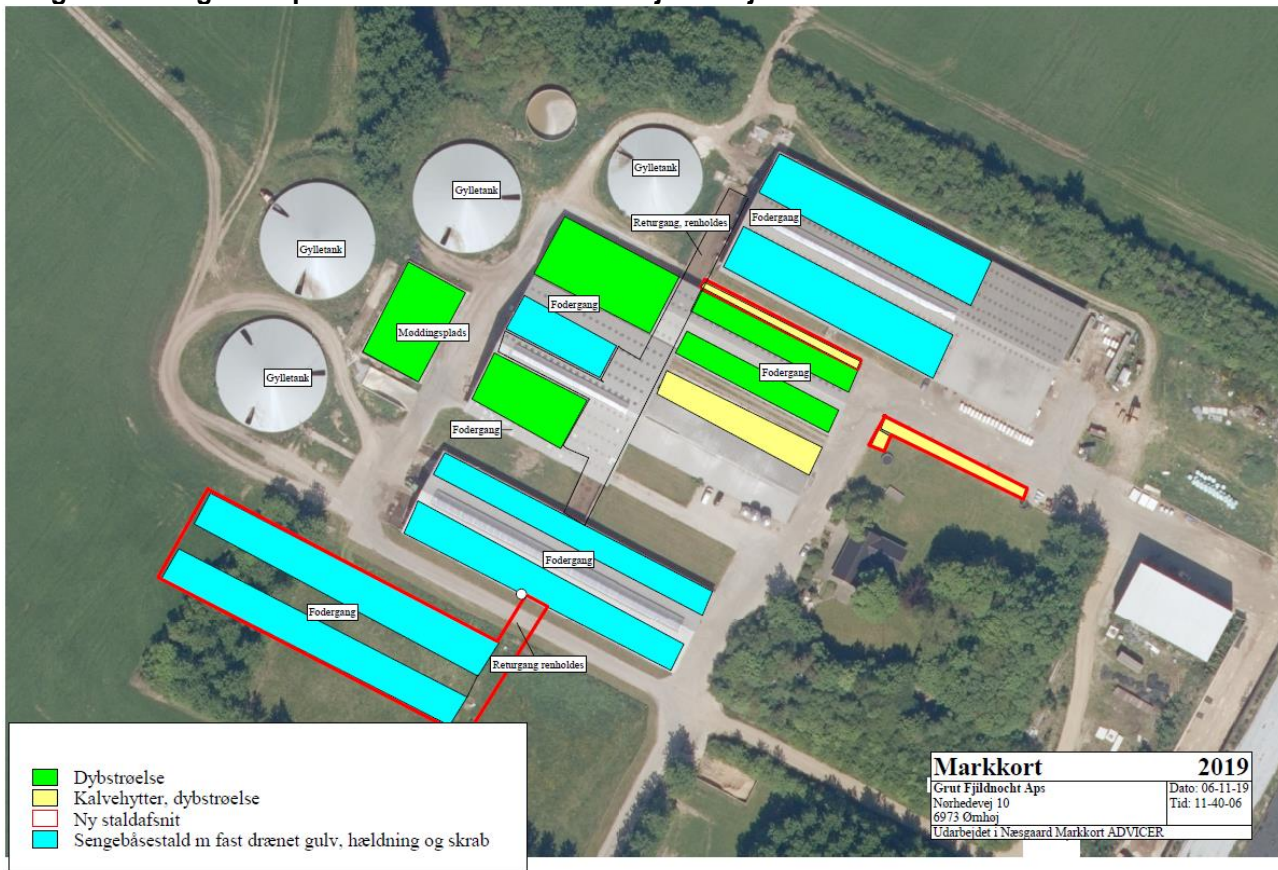 Gylletank
Gylletank
Gylletank
Returgang, renholdes
Fodergang
Gylletank
Fodergang
Møddingsplads
Fodergang
Gylletank
Fodergang
Fodergang
Fodergang
Returgang renholdes
Dybstrøelse
Kalvehytter, dybstrøelse
Ny staldafsnit
Sengebåsestald m fast drænet gulv, hældning og skrab
Markkort 2019
Grut Fjildnocht Aps
Nørhedevej 10
6973 Ørnhøj
Dato: 06-11-19
Tid: 11-40-06
Udarbejdet i Næsgaard Markkort ADVICER